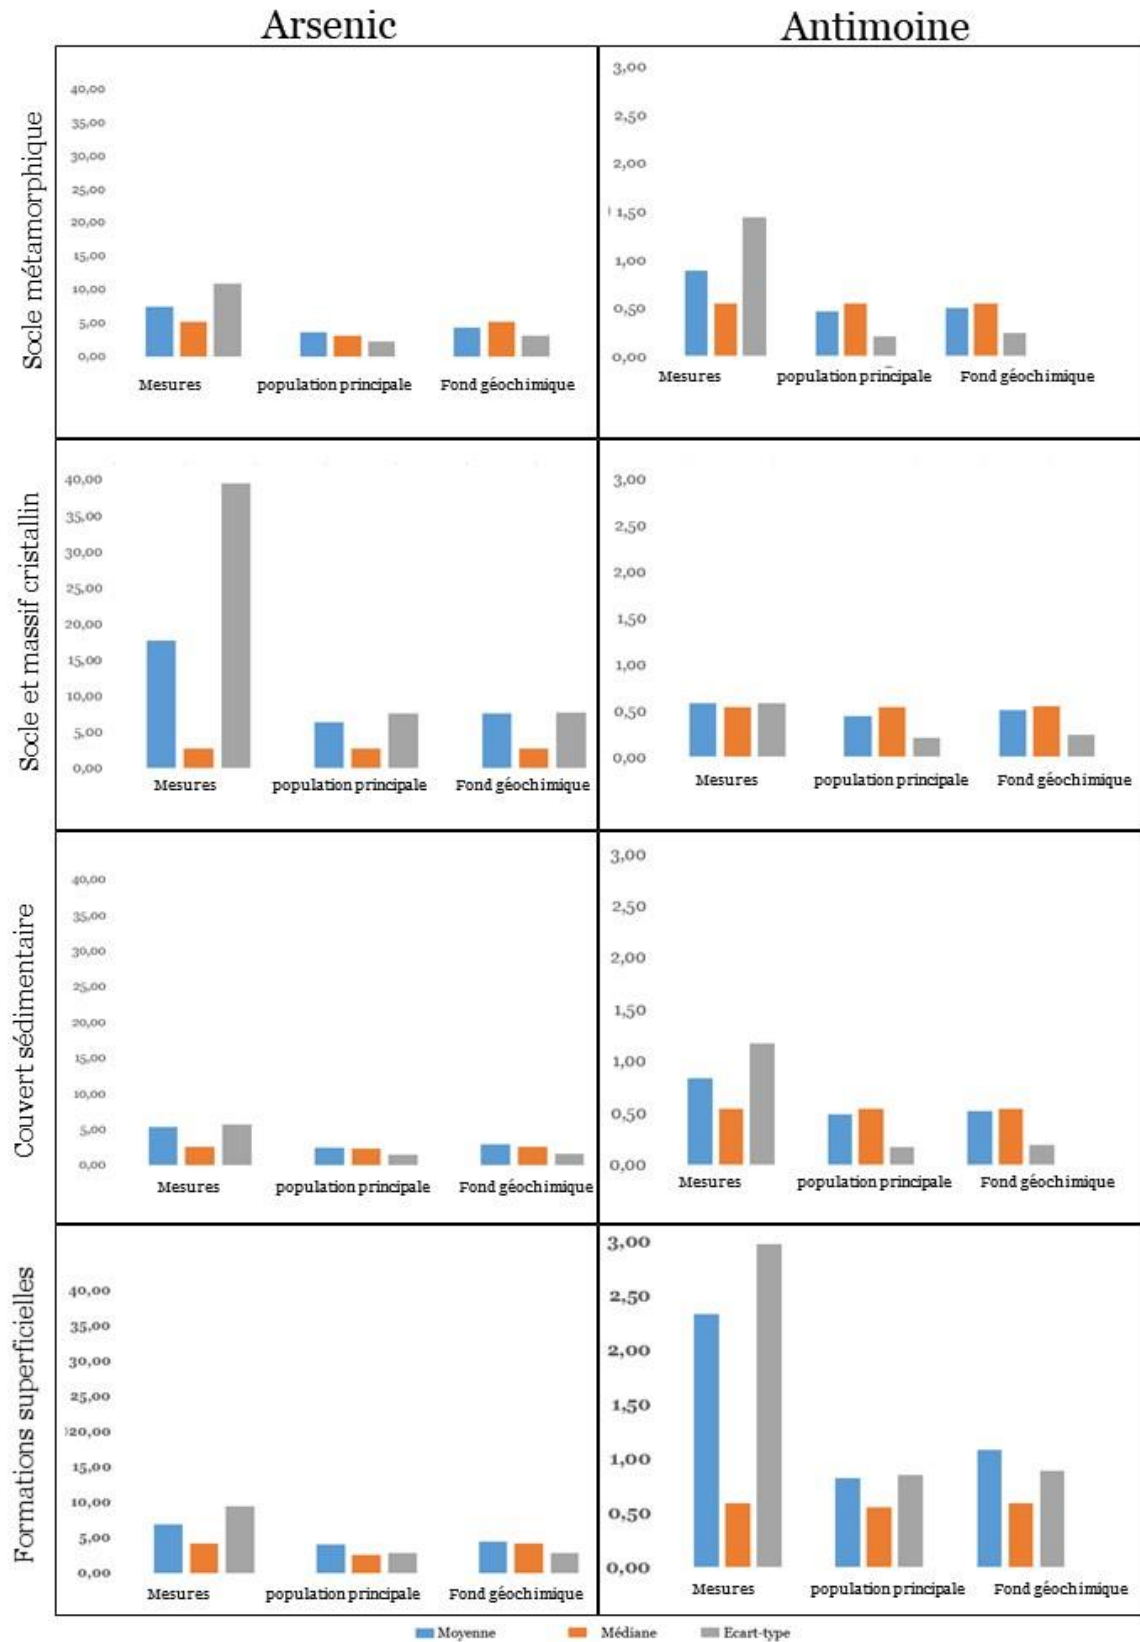 Arsenic
Antimoine
Socle métamorphique
40,00
35,00
30,00
25,00
20,00
15,00
10,00
5,00
0,00
Mesures
population principale
Fond géochimique
3,00
2,50
2,00
1,50
1,00
0,50
0,00
Mesures
population principale
Fond géochimique
Socle et massif cristallin
40,00
35,00
30,00
25,00
20,00
15,00
10,00
5,00
0,00
Mesures
population principale
Fond géochimique
3,00
2,50
2,00
1,50
1,00
0,50
0,00
Mesures
population principale
Fond géochimique
Couvert sédimentaire
40,00
35,00
30,00
25,00
20,00
15,00
10,00
5,00
0,00
Mesures
population principale
Fond géochimique
3,00
2,50
2,00
1,50
1,00
0,50
0,00
Mesures
population principale
Fond géochimique
Formations superficielles
40,00
35,00
30,00
25,00
20,00
15,00
10,00
5,00
0,00
Mesures
population principale
Fond géochimique
3,00
2,50
2,00
1,50
1,00
0,50
0,00
Mesures
population principale
Fond géochimique
Moyenne
Médiane
Ecart-type